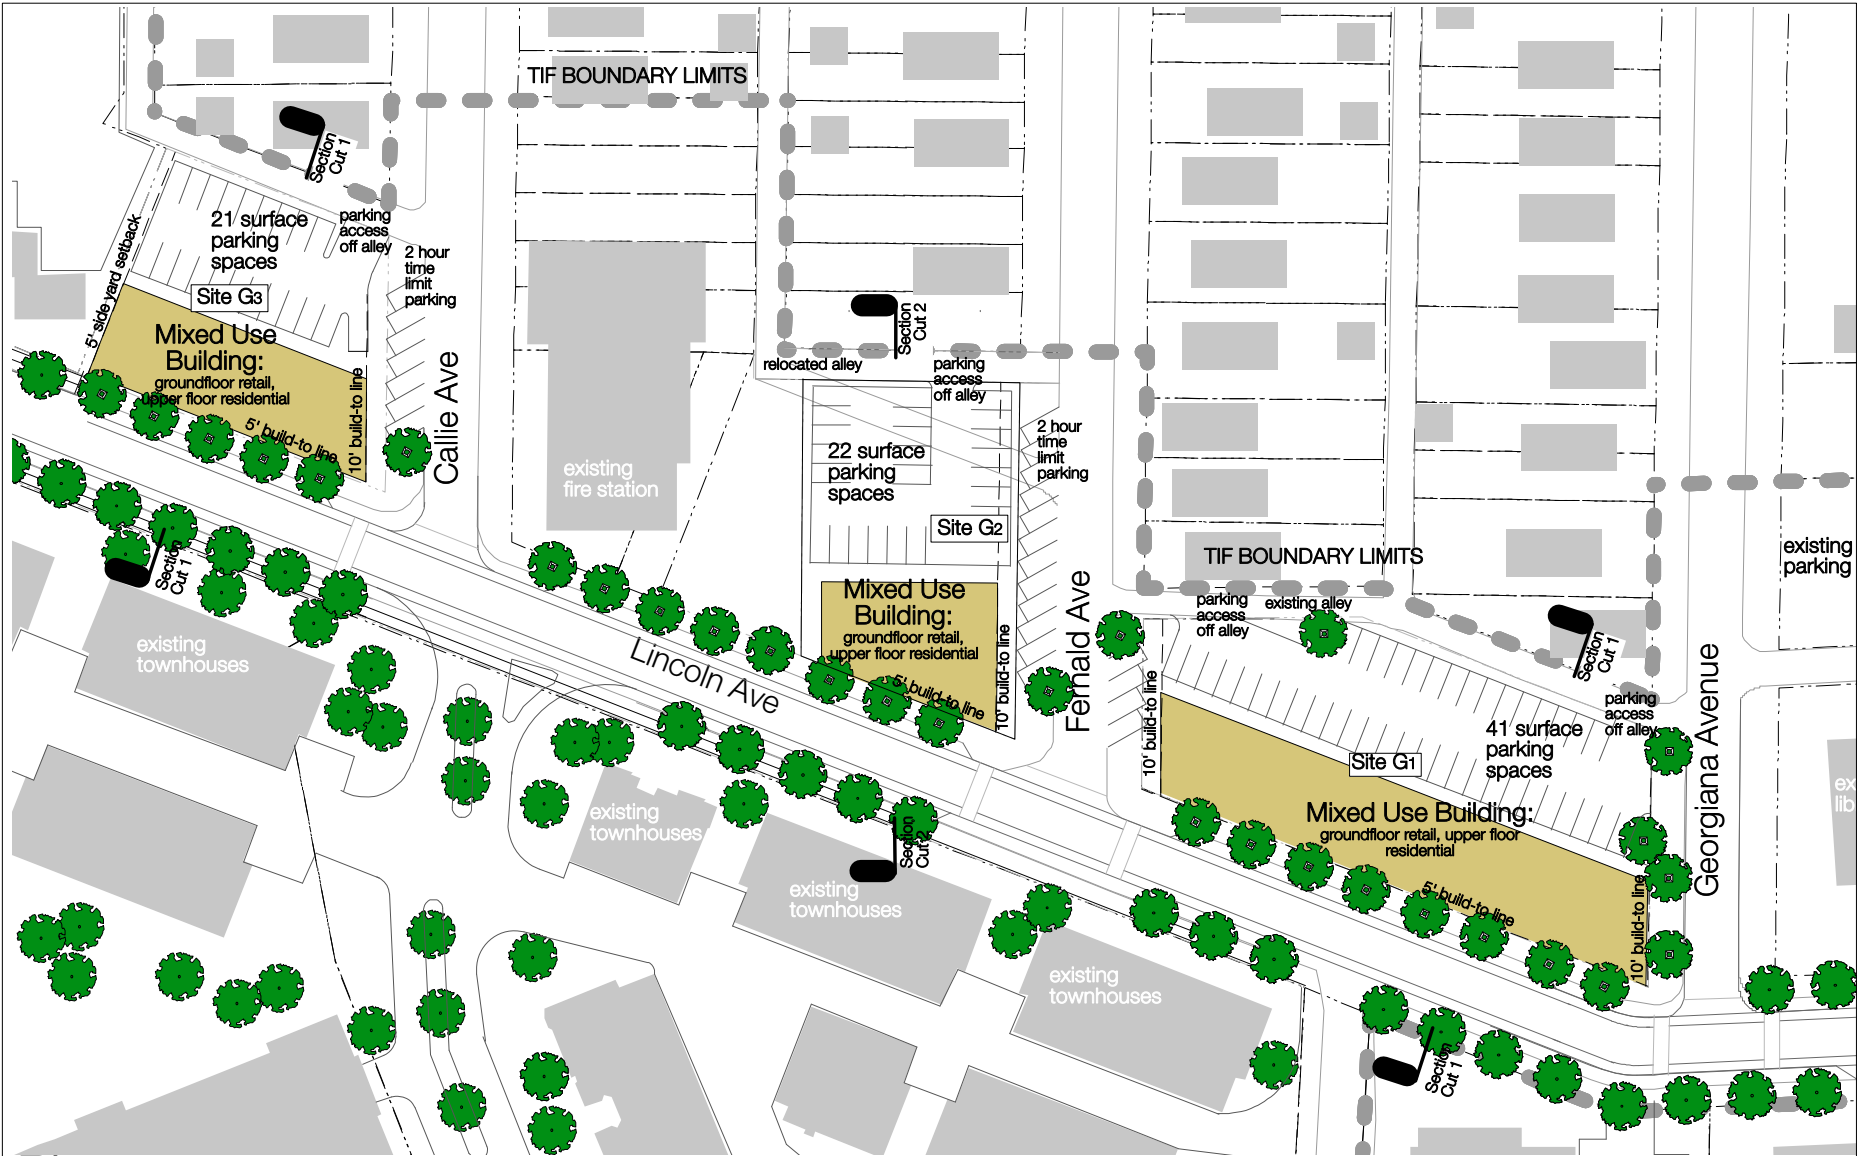 TIF BOUNDARY LIMITS
Section
Cut 1
21 surface
parking
spaces
parking
access
off alley
2 hour
time
limit
parking
5' side yard setback
Site G3
Mixed Use
Building:
groundfloor retail,
upper floor residential
5' build-to line
10' build-to line
Callie Ave
existing
fire station
Section
Cut 2
relocated alley
parking
access
off alley
22 surface
parking
spaces
2 hour
time
limit
parking
Site G2
Mixed Use
Building:
groundfloor retail,
upper floor residential
5' build-to line
10' build-to line
Fernald Ave
TIF BOUNDARY LIMITS
parking
access
off alley
existing alley
existing
parking
Section
Cut 1
parking
access
off alley
41 surface
parking
spaces
Site G1
10' build-to line
Mixed Use Building:
groundfloor retail, upper floor
residential
5' build-to line
10' build-to line
Georgiana Avenue
ex
lib
Lincoln Ave
Section
Cut 1
existing
townhouses
existing
townhouses
Section
Cut 2
existing
townhouses
existing
townhouses
Section
Cut 1